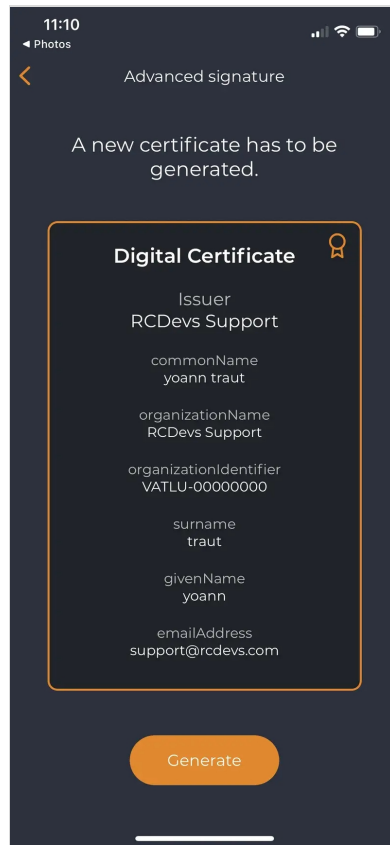 11:10
◄ Photos
Advanced signature
A new certificate has to be
generated.
Digital Certificate
Issuer
RCDevs Support
commonName
yoann traut
organizationName
RCDevs Support
organizationIdentifier
VATLU-00000000
surname
traut
givenName
yoann
emailAddress
support@rcdevs.com
Generate